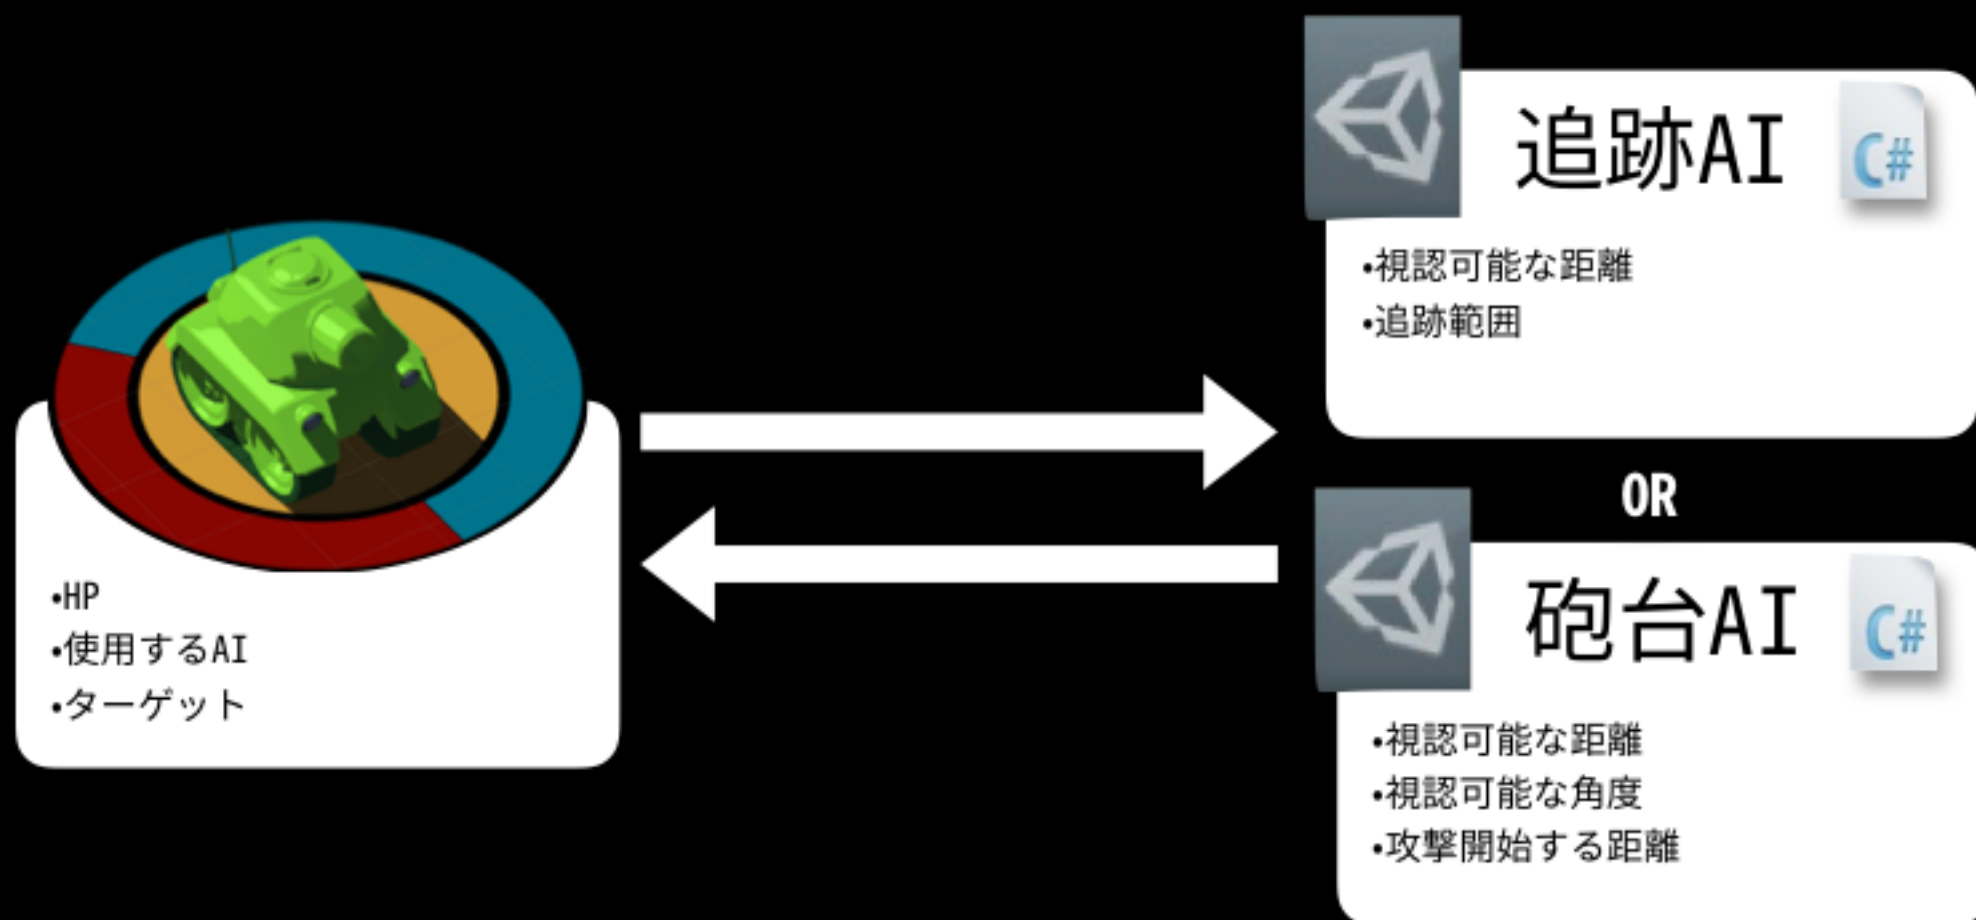 追跡AI
C#
•視認可能な距離
•追跡範囲
OR
•HP
•使用するAI
•ターゲット
砲台AI
C#
•視認可能な距離
•視認可能な角度
•攻撃開始する距離